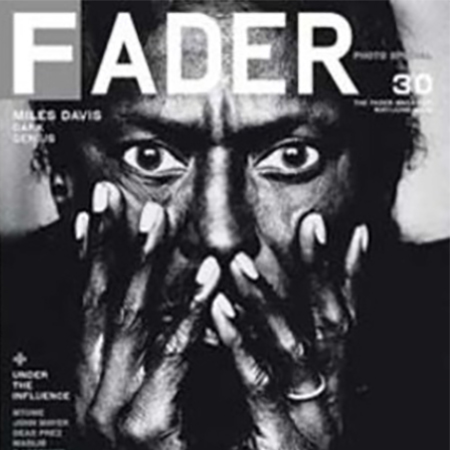 FADER
PHOTO SPECIAL
30
MILES DAVIS
DARK
GENIUS
UNDER
THE
INFLUENCE
MTUME
JOHN MAYER
DEAD PREZ
MADLIB